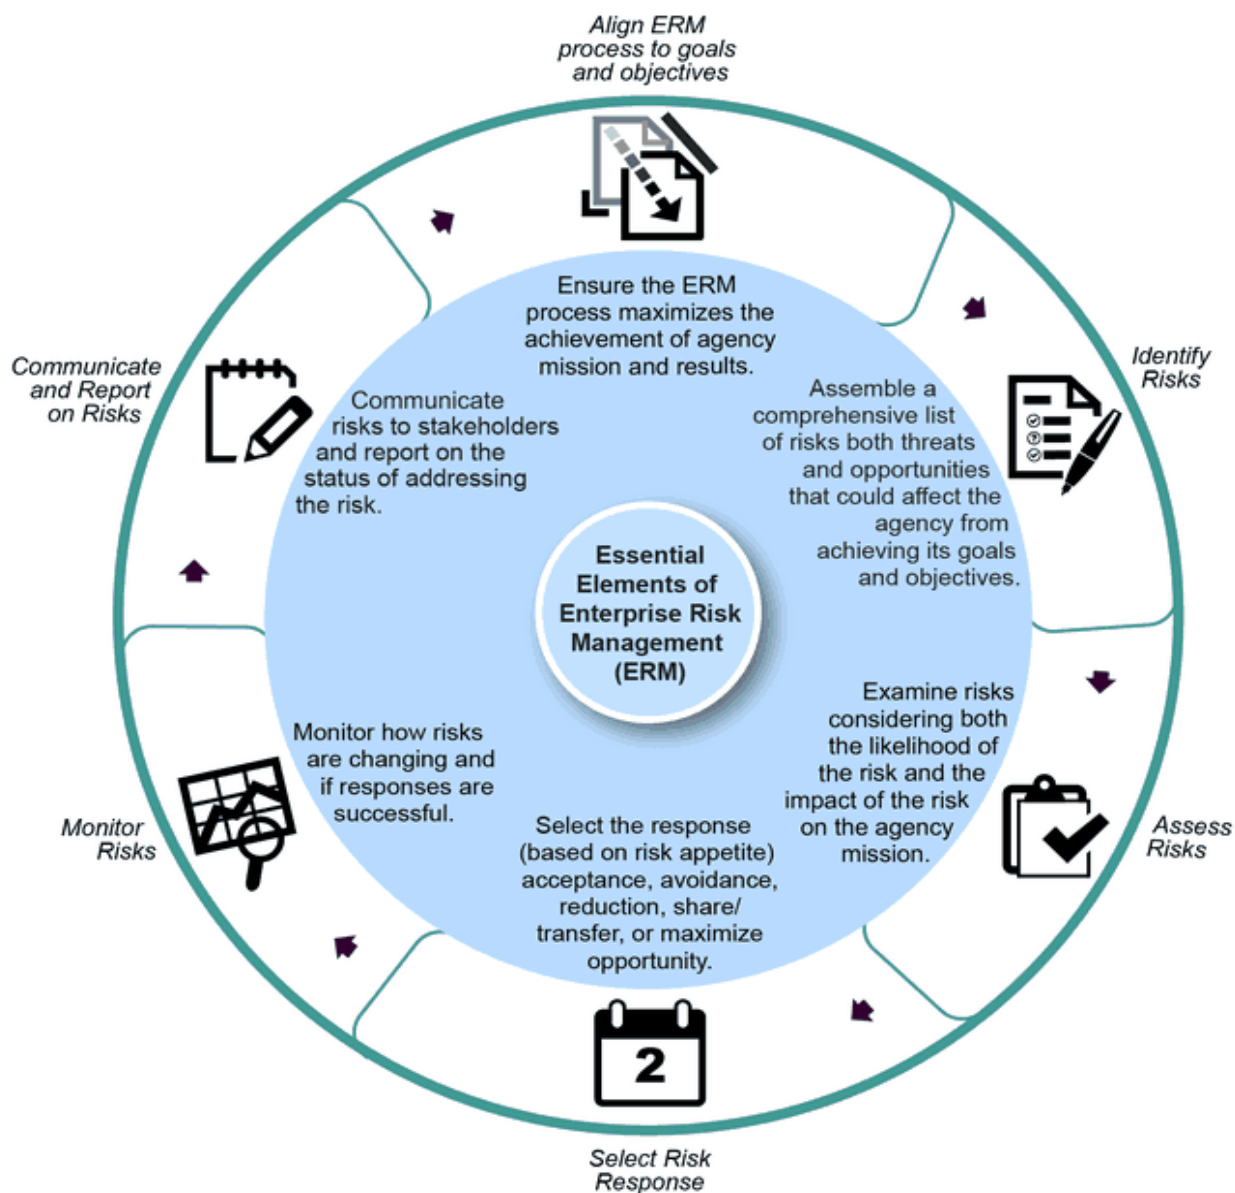 Align ERM
process to goals
and objectives
Ensure the ERM
process maximizes the
achievement of agency
mission and results.
Identify
Risks
Assemble a
comprehensive list
of risks both threats
and opportunities
that could affect the
agency from
achieving its goals
and objectives.
Assess
Risks
Examine risks
considering both
the likelihood of
the risk and the
impact of the risk
on the agency
mission.
Select Risk
Response
Select the response
(based on risk appetite)
acceptance, avoidance,
reduction, share/
transfer, or maximize
opportunity.
2
Monitor
Risks
Monitor how risks
are changing and
if responses are
successful.
Communicate
and Report
on Risks
Communicate
risks to stakeholders
and report on the
status of addressing
the risk.
Essential
Elements of
Enterprise Risk
Management
(ERM)